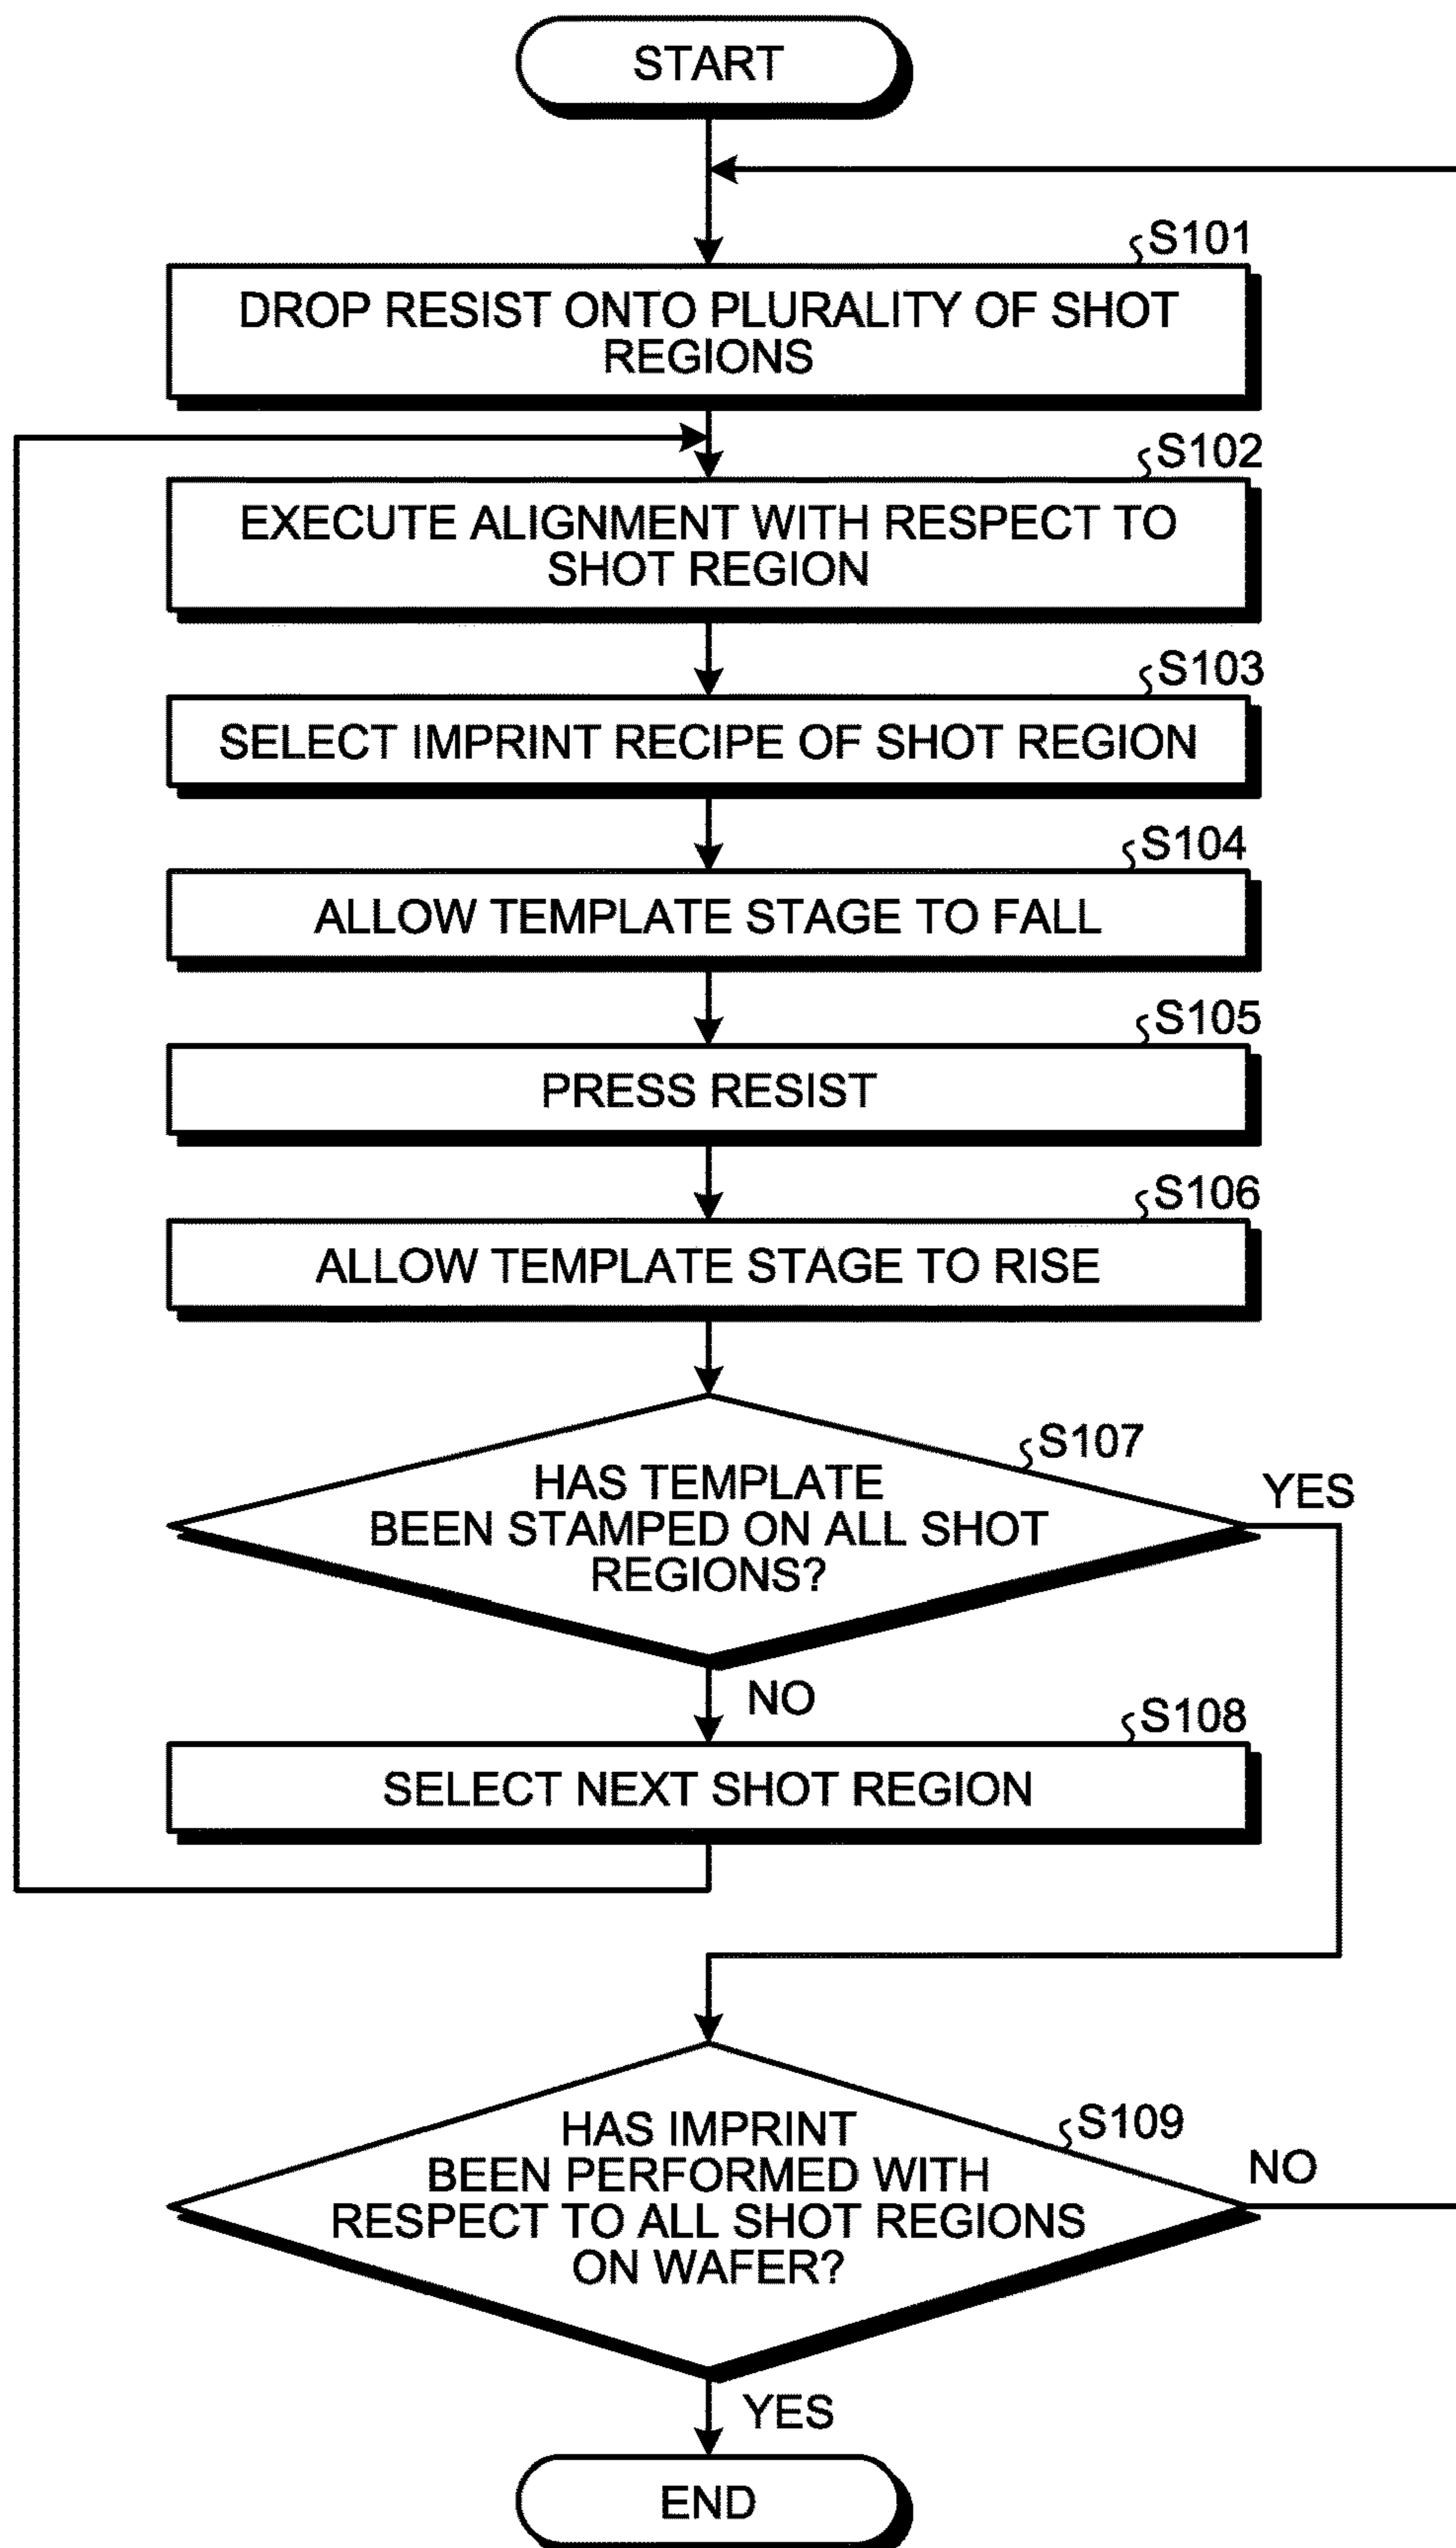 START
S101
DROP RESIST ONTO PLURALITY OF SHOT
REGIONS
S102
EXECUTE ALIGNMENT WITH RESPECT TO
SHOT REGION
S103
SELECT IMPRINT RECIPE OF SHOT REGION
S104
ALLOW TEMPLATE STAGE TO FALL
S105
PRESS RESIST
S106
ALLOW TEMPLATE STAGE TO RISE
S107
HAS TEMPLATE
BEEN STAMPED ON ALL SHOT
REGIONS?
YES
NO
S108
SELECT NEXT SHOT REGION
S109
HAS IMPRINT
BEEN PERFORMED WITH
RESPECT TO ALL SHOT REGIONS
ON WAFER?
NO
YES
END